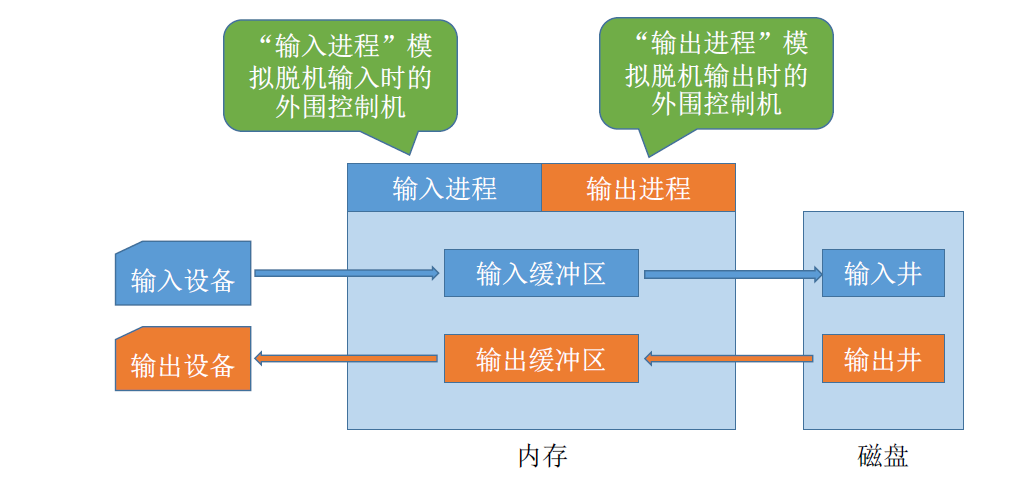 “输入进程”模
拟脱机输入时的
外围控制机
“输出进程”模
拟脱机输出时的
外围控制机
输入进程
输出进程
输入设备
输入缓冲区
输入井
输出设备
输出缓冲区
输出井
内存
磁盘